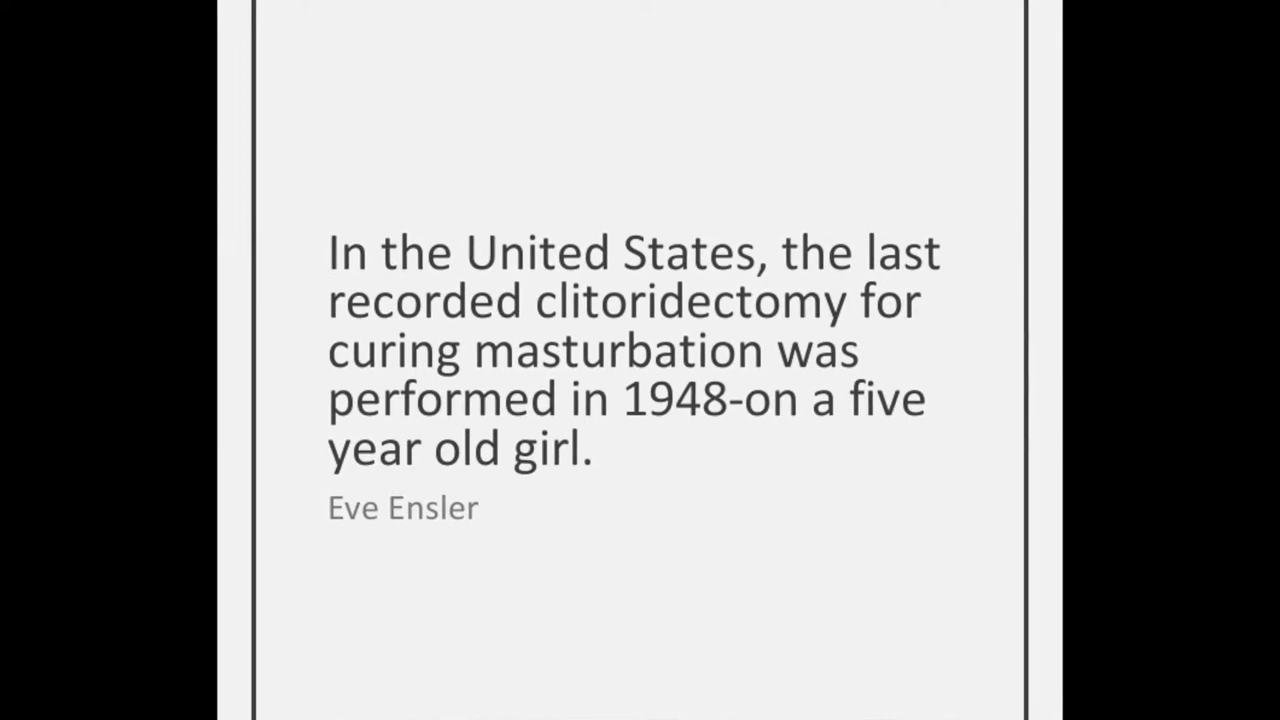 In the United States, the last
recorded clitoridectomy for
curing masturbation was
performed in 1948-on a five
year old girl.
Eve Ensler